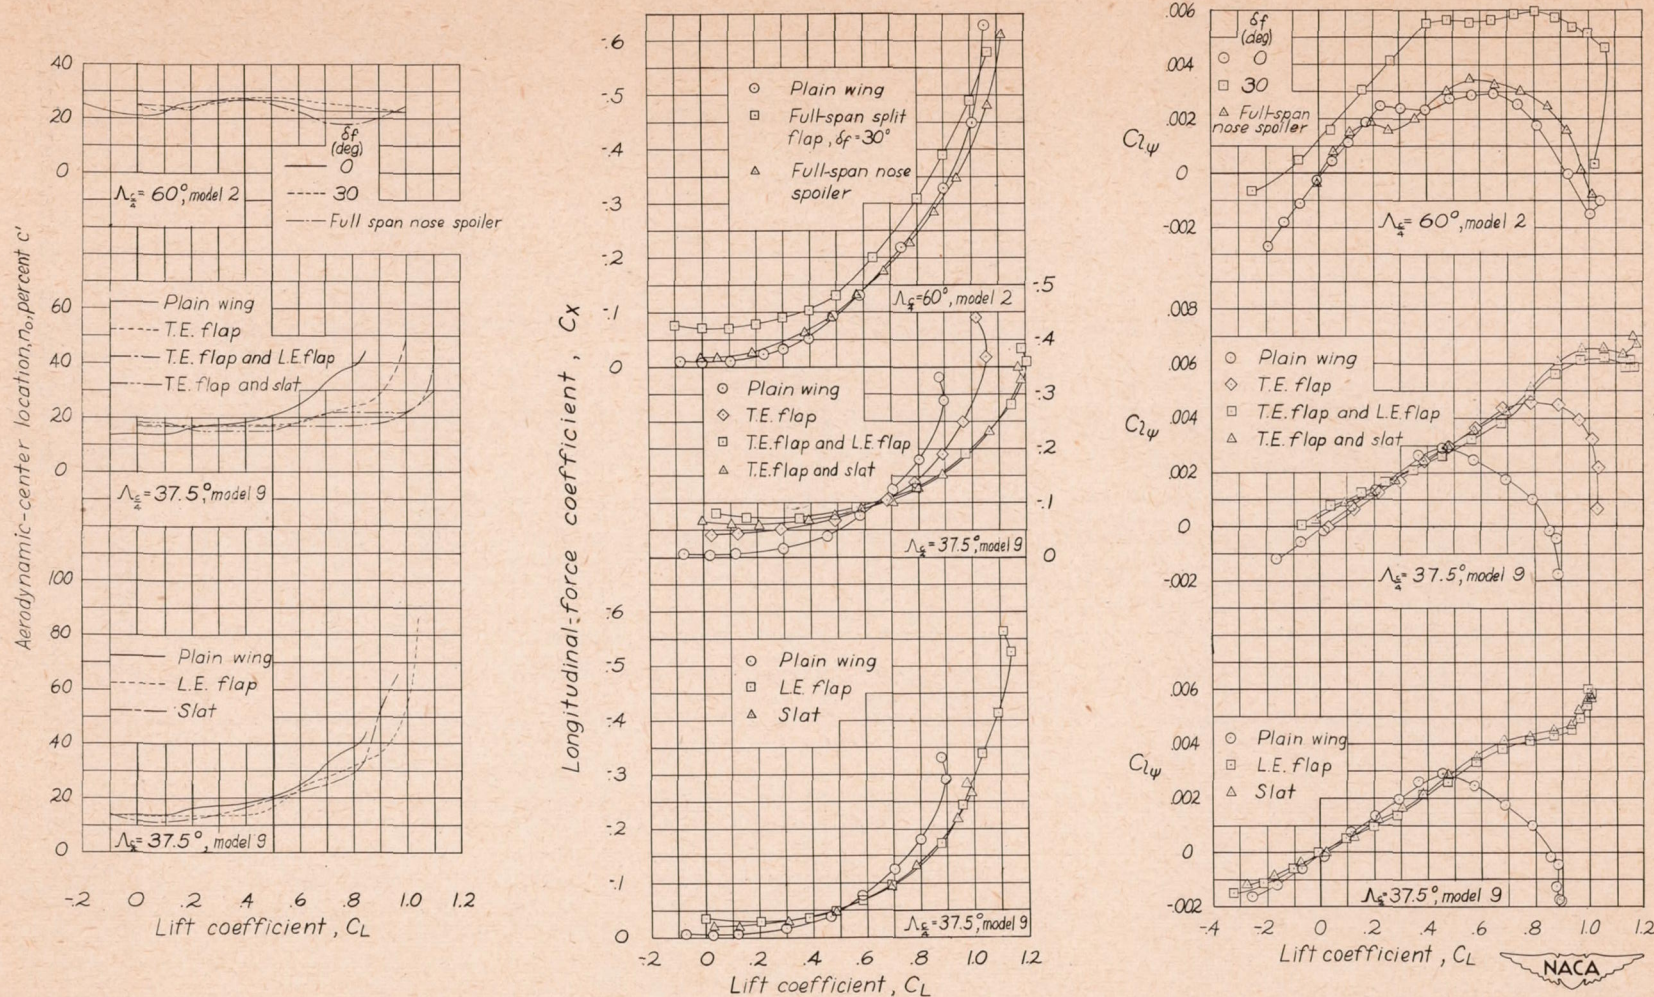 Aerodynamic-center location, n₀, percent c'
40
20
0
δf
(deg)
0
30
Full span nose spoiler
Λc/4 = 60°, model 2
60
40
20
0
Plain wing
T.E. flap
T.E. flap and L.E. flap
T.E. flap and slat
Λc/4 = 37.5°, model 9
100
80
60
40
20
0
Plain wing
L.E. flap
Slat
Λc/4 = 37.5°, model 9
-.2 0 .2 .4 .6 .8 1.0 1.2
Lift coefficient, CL
Longitudinal-force coefficient, Cx
-.6
-.5
-.4
-.3
-.2
-.1
0
Plain wing
Full-span split
flap, δf = 30°
Full-span nose
spoiler
Λc/4 = 60°, model 2
-.5
-.4
-.3
-.2
-.1
0
Plain wing
T.E. flap
T.E. flap and L.E. flap
T.E. flap and slat
Λc/4 = 37.5°, model 9
-.6
-.5
-.4
-.3
-.2
-.1
0
Plain wing
L.E. flap
Slat
Λc/4 = 37.5°, model 9
-.2 0 .2 .4 .6 .8 1.0 1.2
Lift coefficient, CL
Clψ
.006
.004
.002
0
-.002
δf
(deg)
0
30
Full-span
nose spoiler
Λc/4 = 60°, model 2
Clψ
.008
.006
.004
.002
0
-.002
Plain wing
T.E. flap
T.E. flap and L.E. flap
T.E. flap and slat
Λc/4 = 37.5°, model 9
Clψ
.006
.004
.002
0
-.002
Plain wing
L.E. flap
Slat
Λc/4 = 37.5°, model 9
-.4 -.2 0 .2 .4 .6 .8 1.0 1.2
Lift coefficient, CL
NACA